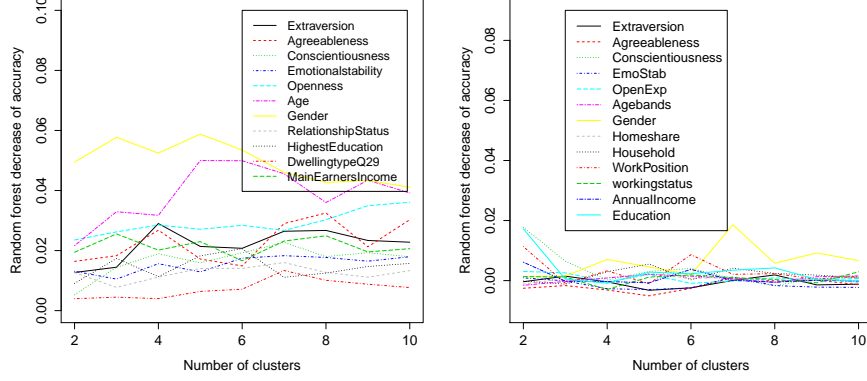 Random forest decrease of accuracy
0.10
0.08
0.06
0.04
0.02
0.00
Extraversion
Agreeableness
Conscientiousness
Emotionalstability
Openness
Age
Gender
RelationshipStatus
HighestEducation
DwellingtypeQ29
MainEarnersIncome
2 4 6 8 10
Number of clusters
Random forest decrease of accuracy
0.08
0.06
0.04
0.02
0.00
Extraversion
Agreeableness
Conscientiousness
EmoStab
OpenExp
Agebands
Gender
Homeshare
Household
WorkPosition
workingstatus
AnnualIncome
Education
2 4 6 8 10
Number of clusters